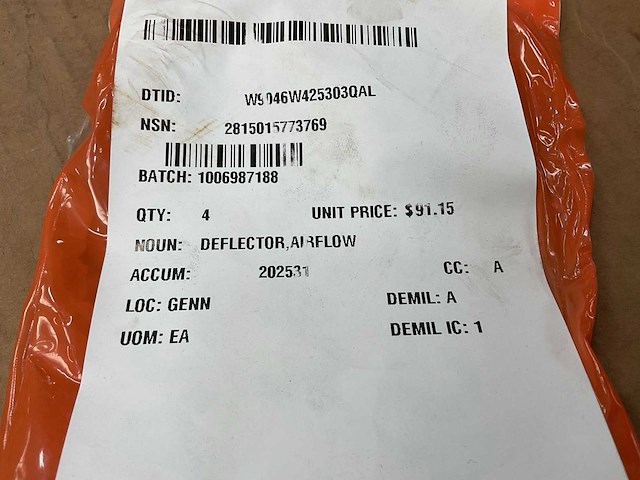 DTID: W9046W425303QAL
NSN: 2815015773769
BATCH: 1006987188
QTY: 4 UNIT PRICE: $91.15
NOUN: DEFLECTOR,AIRFLOW
ACCUM: 202531 CC: A
LOC: GENN DEMIL: A
UOM: EA DEMIL IC: 1